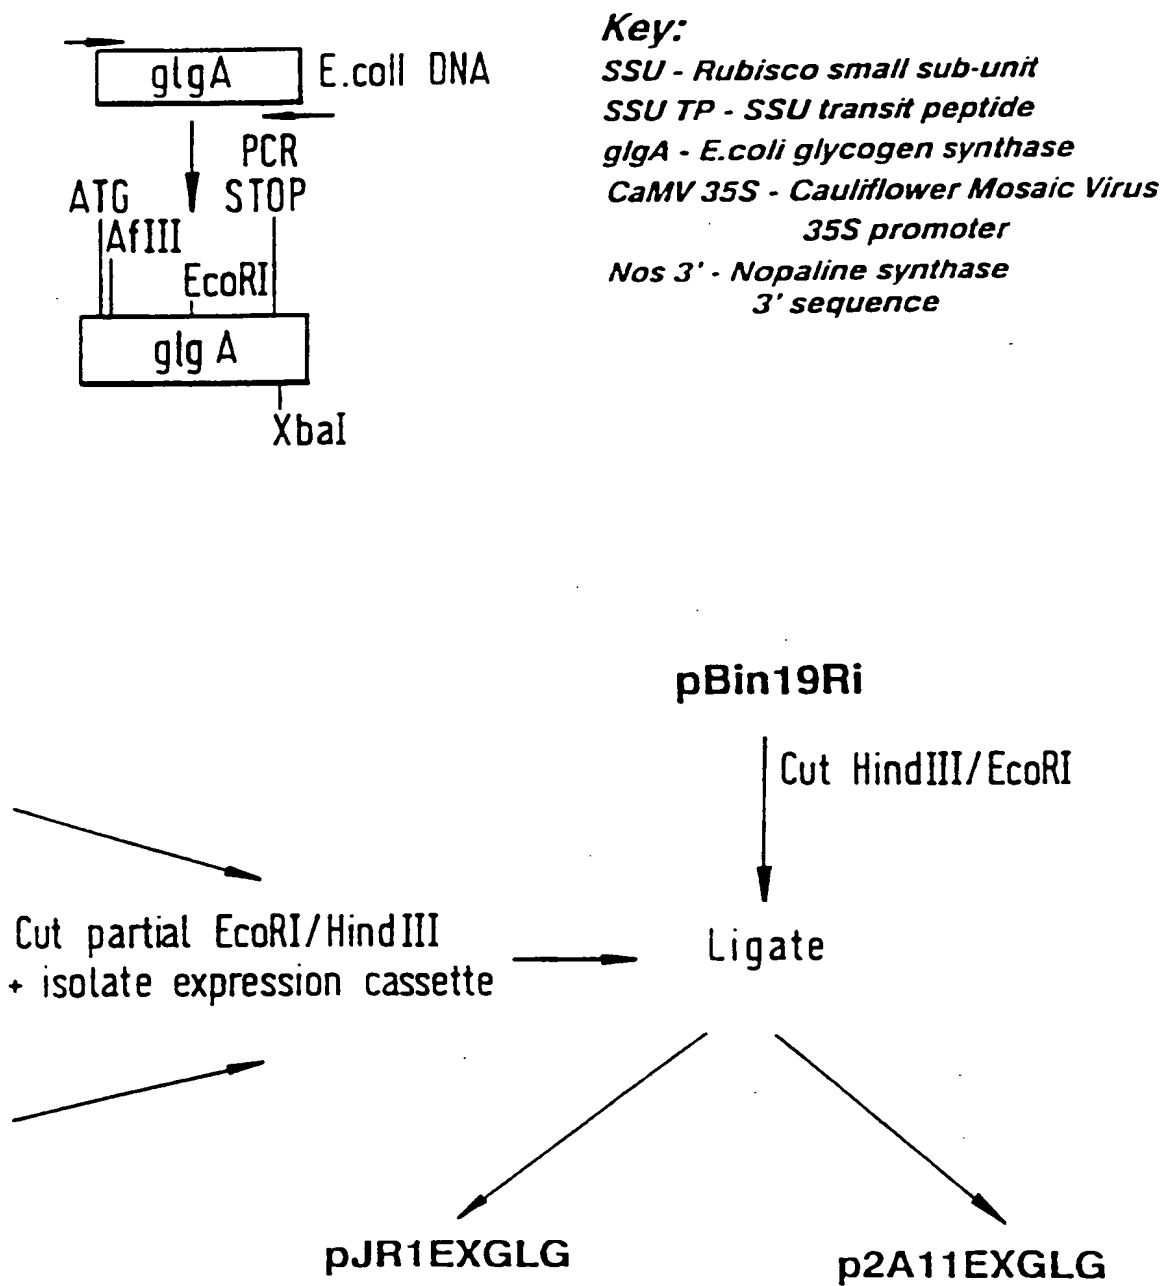 glgA E.coli DNA
PCR
ATG STOP
AflII
EcoRI
glg A
XbaI
Key:
SSU - Rubisco small sub-unit
SSU TP - SSU transit peptide
glgA - E.coli glycogen synthase
CaMV 35S - Cauliflower Mosaic Virus
35S promoter
Nos 3' - Nopaline synthase
3' sequence
pBin19Ri
Cut HindIII/EcoRI
Cut partial EcoRI/HindIII
+ isolate expression cassette
Ligate
pJR1EXGLG
p2A11EXGLG